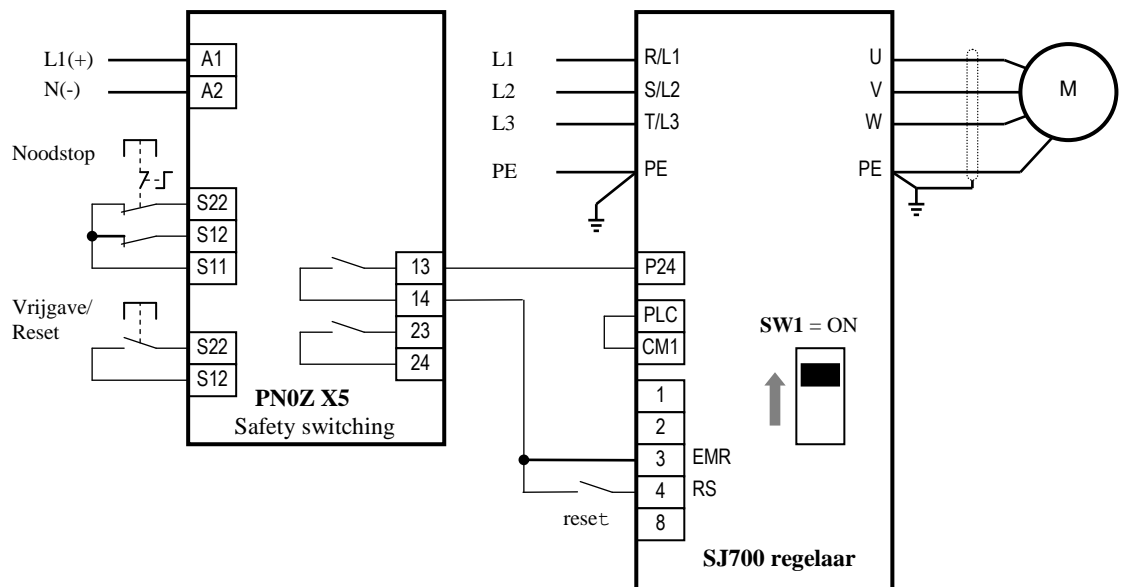 L1(+)
N(-)
A1
A2
Noodstop
S22
S12
S11
Vrijgave/
Reset
S22
S12
13
14
23
24
PN0Z X5
Safety switching
L1
L2
L3
PE
R/L1
S/L2
T/L3
PE
U
V
W
PE
M
P24
PLC
CM1
SW1 = ON
1
2
3 EMR
4 RS
8
reset
SJ700 regelaar